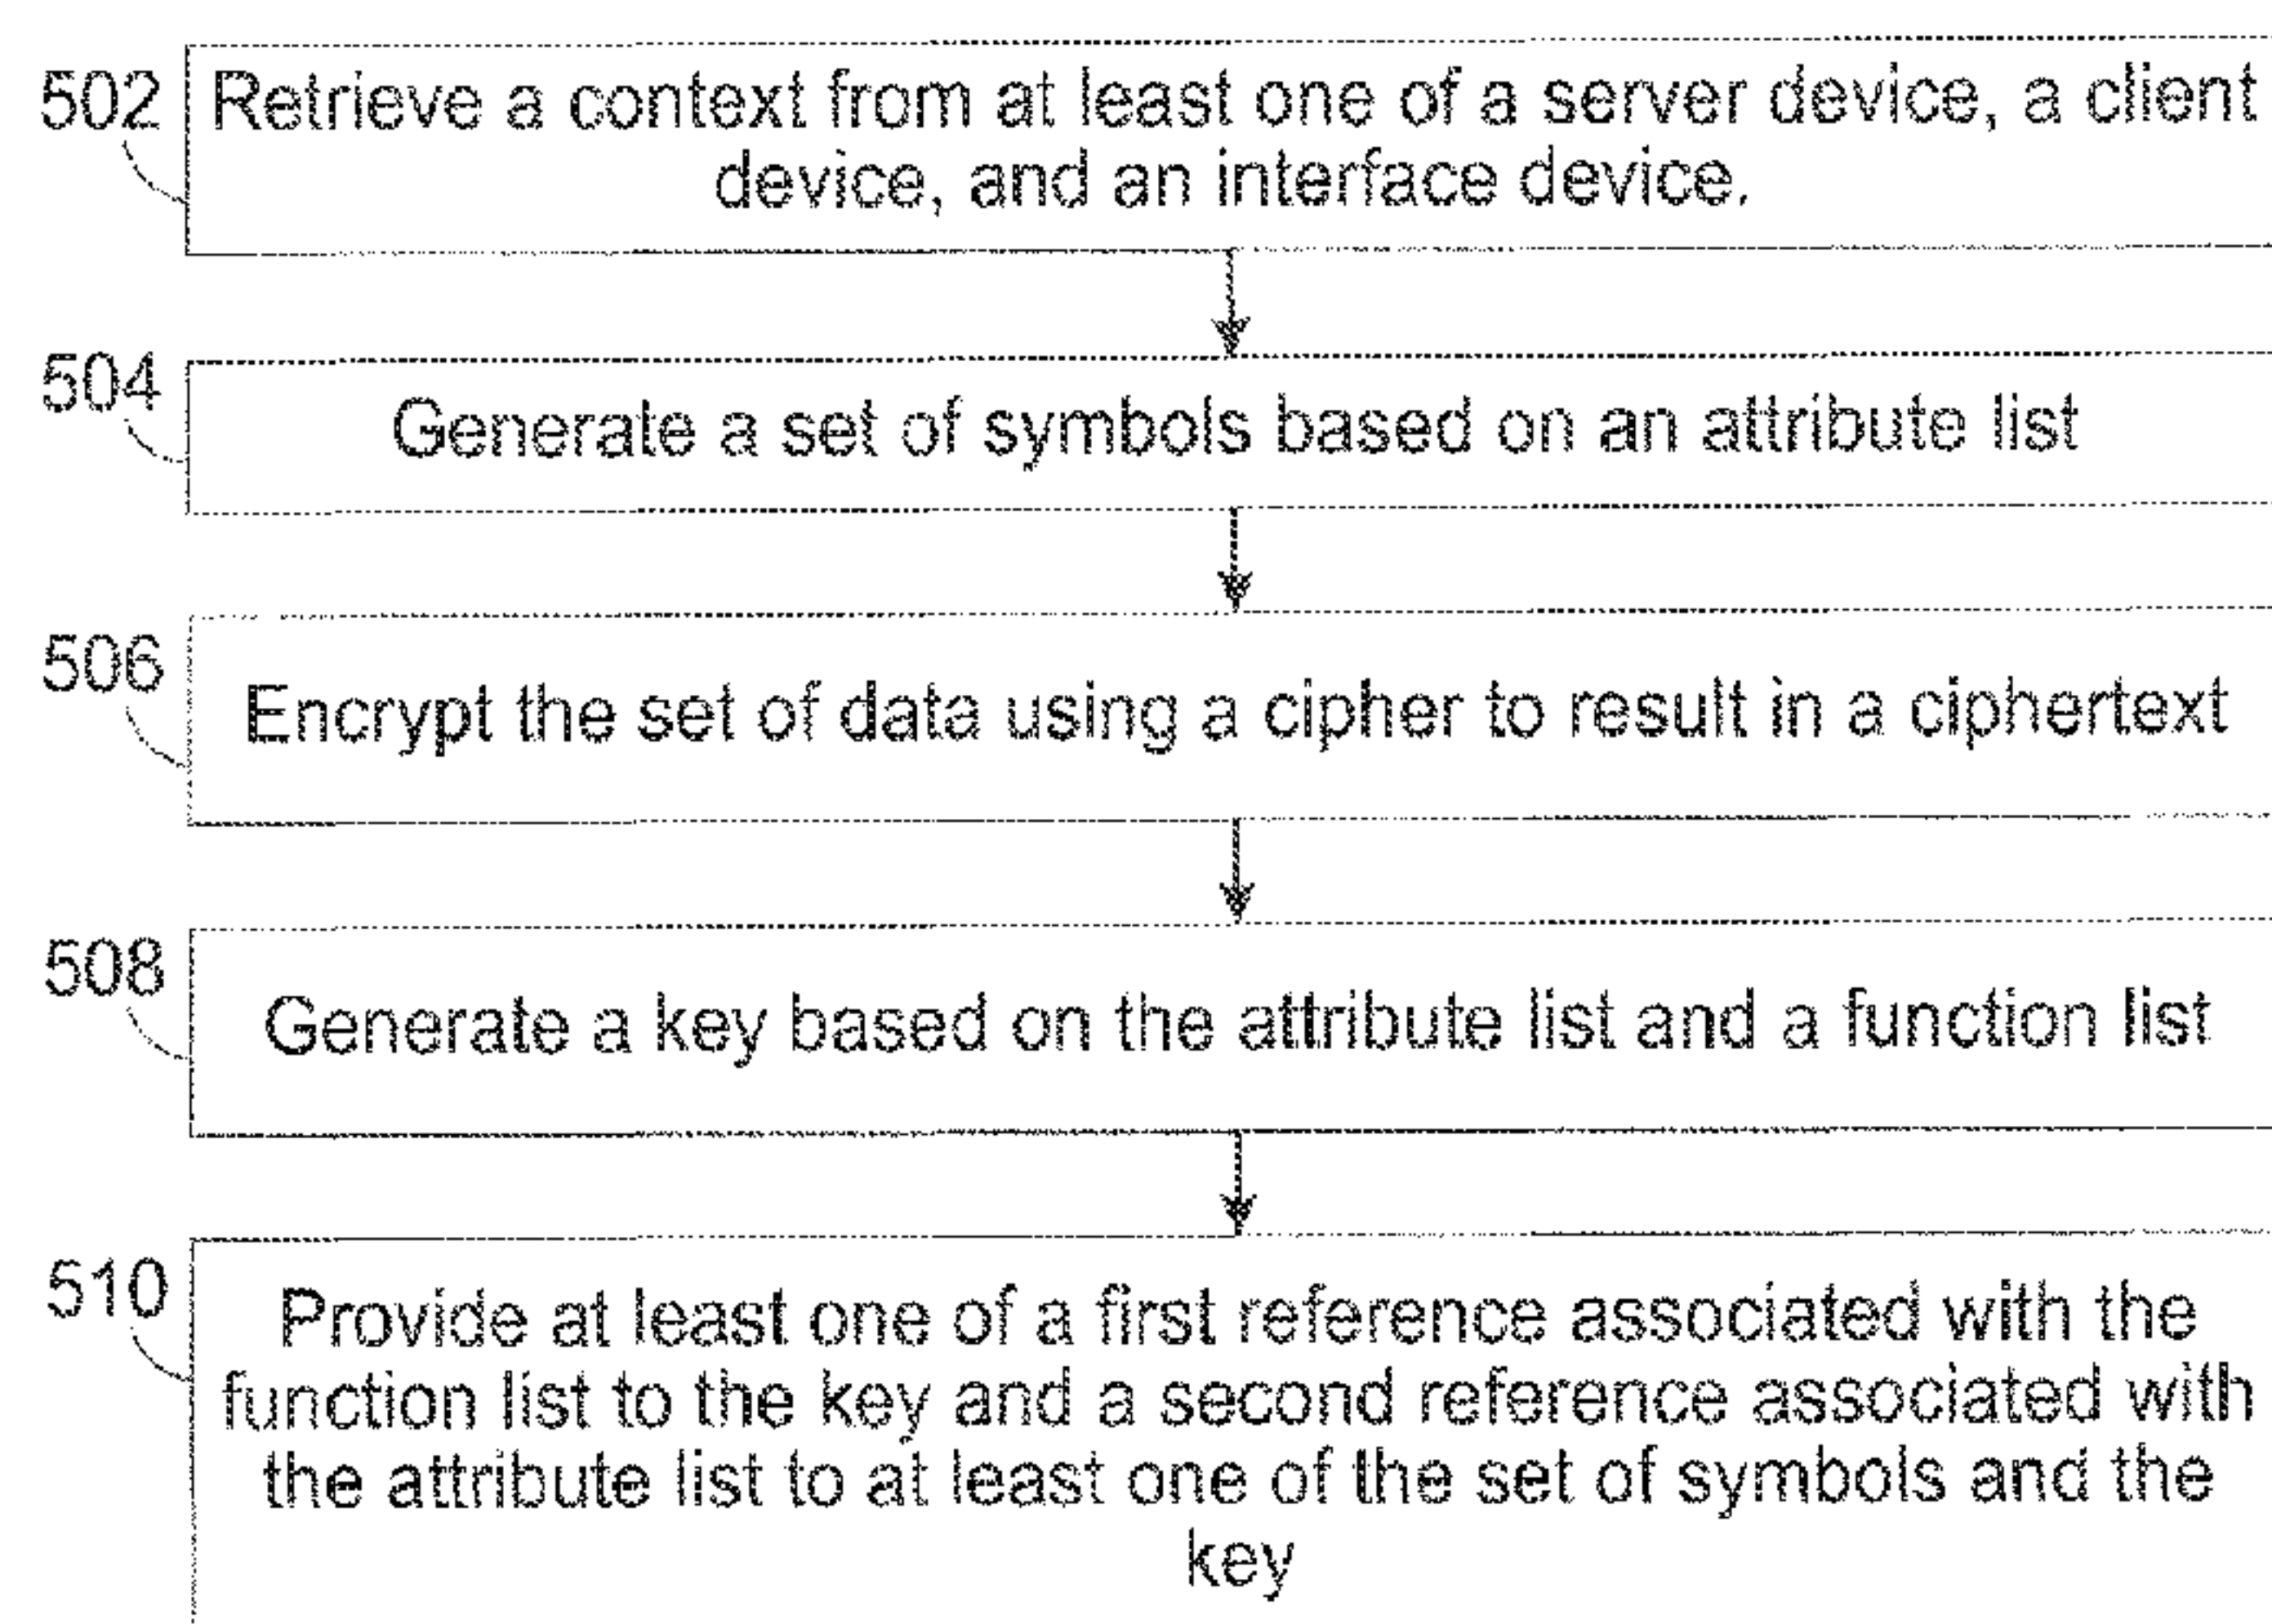 502
Retrieve a context from at least one of a server device, a client
device, and an interface device.
504
Generate a set of symbols based on an attribute list
506
Encrypt the set of data using a cipher to result in a ciphertext
508
Generate a key based on the attribute list and a function list
510
Provide at least one of a first reference associated with the
function list to the key and a second reference associated with
the attribute list to at least one of the set of symbols and the
key